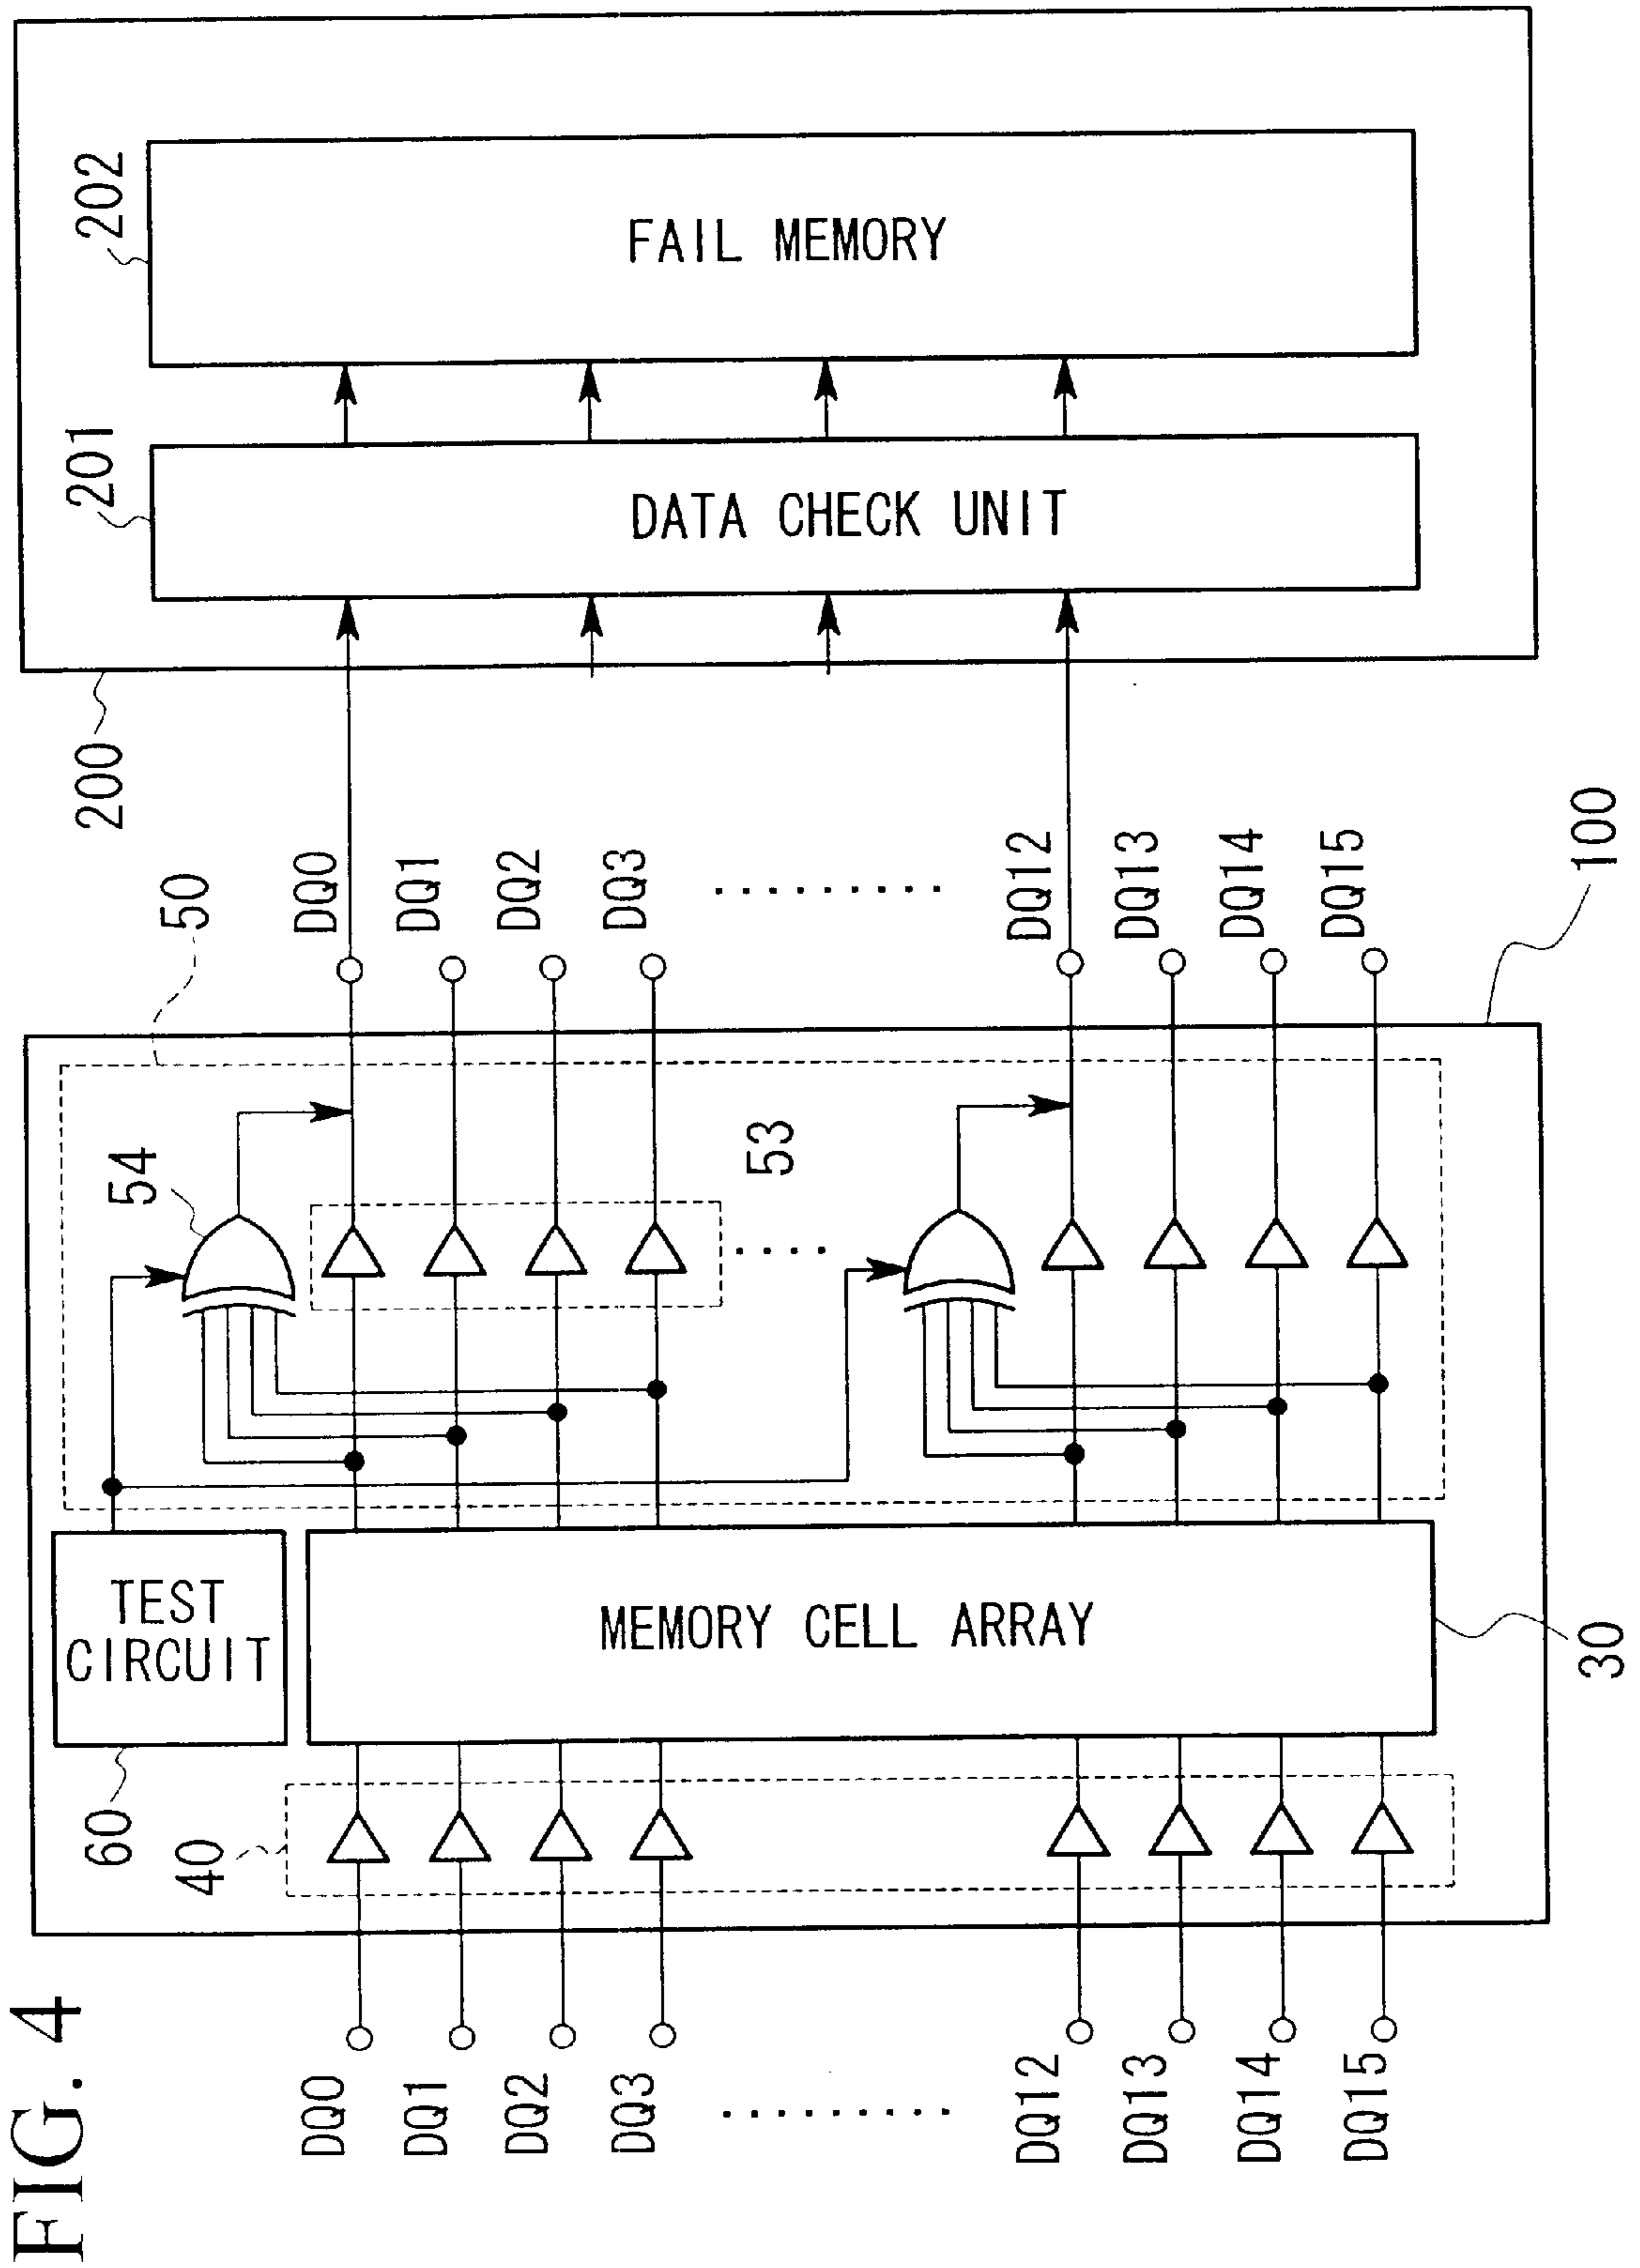 FIG. 4
200
201
202
DATA CHECK UNIT
FAIL MEMORY
50
54
53
DQ0
DQ1
DQ2
DQ3
.........
DQ12
DQ13
DQ14
DQ15
100
....
60
TEST
CIRCUIT
MEMORY CELL ARRAY
30
40
DQ0
DQ1
DQ2
DQ3
.........
DQ12
DQ13
DQ14
DQ15